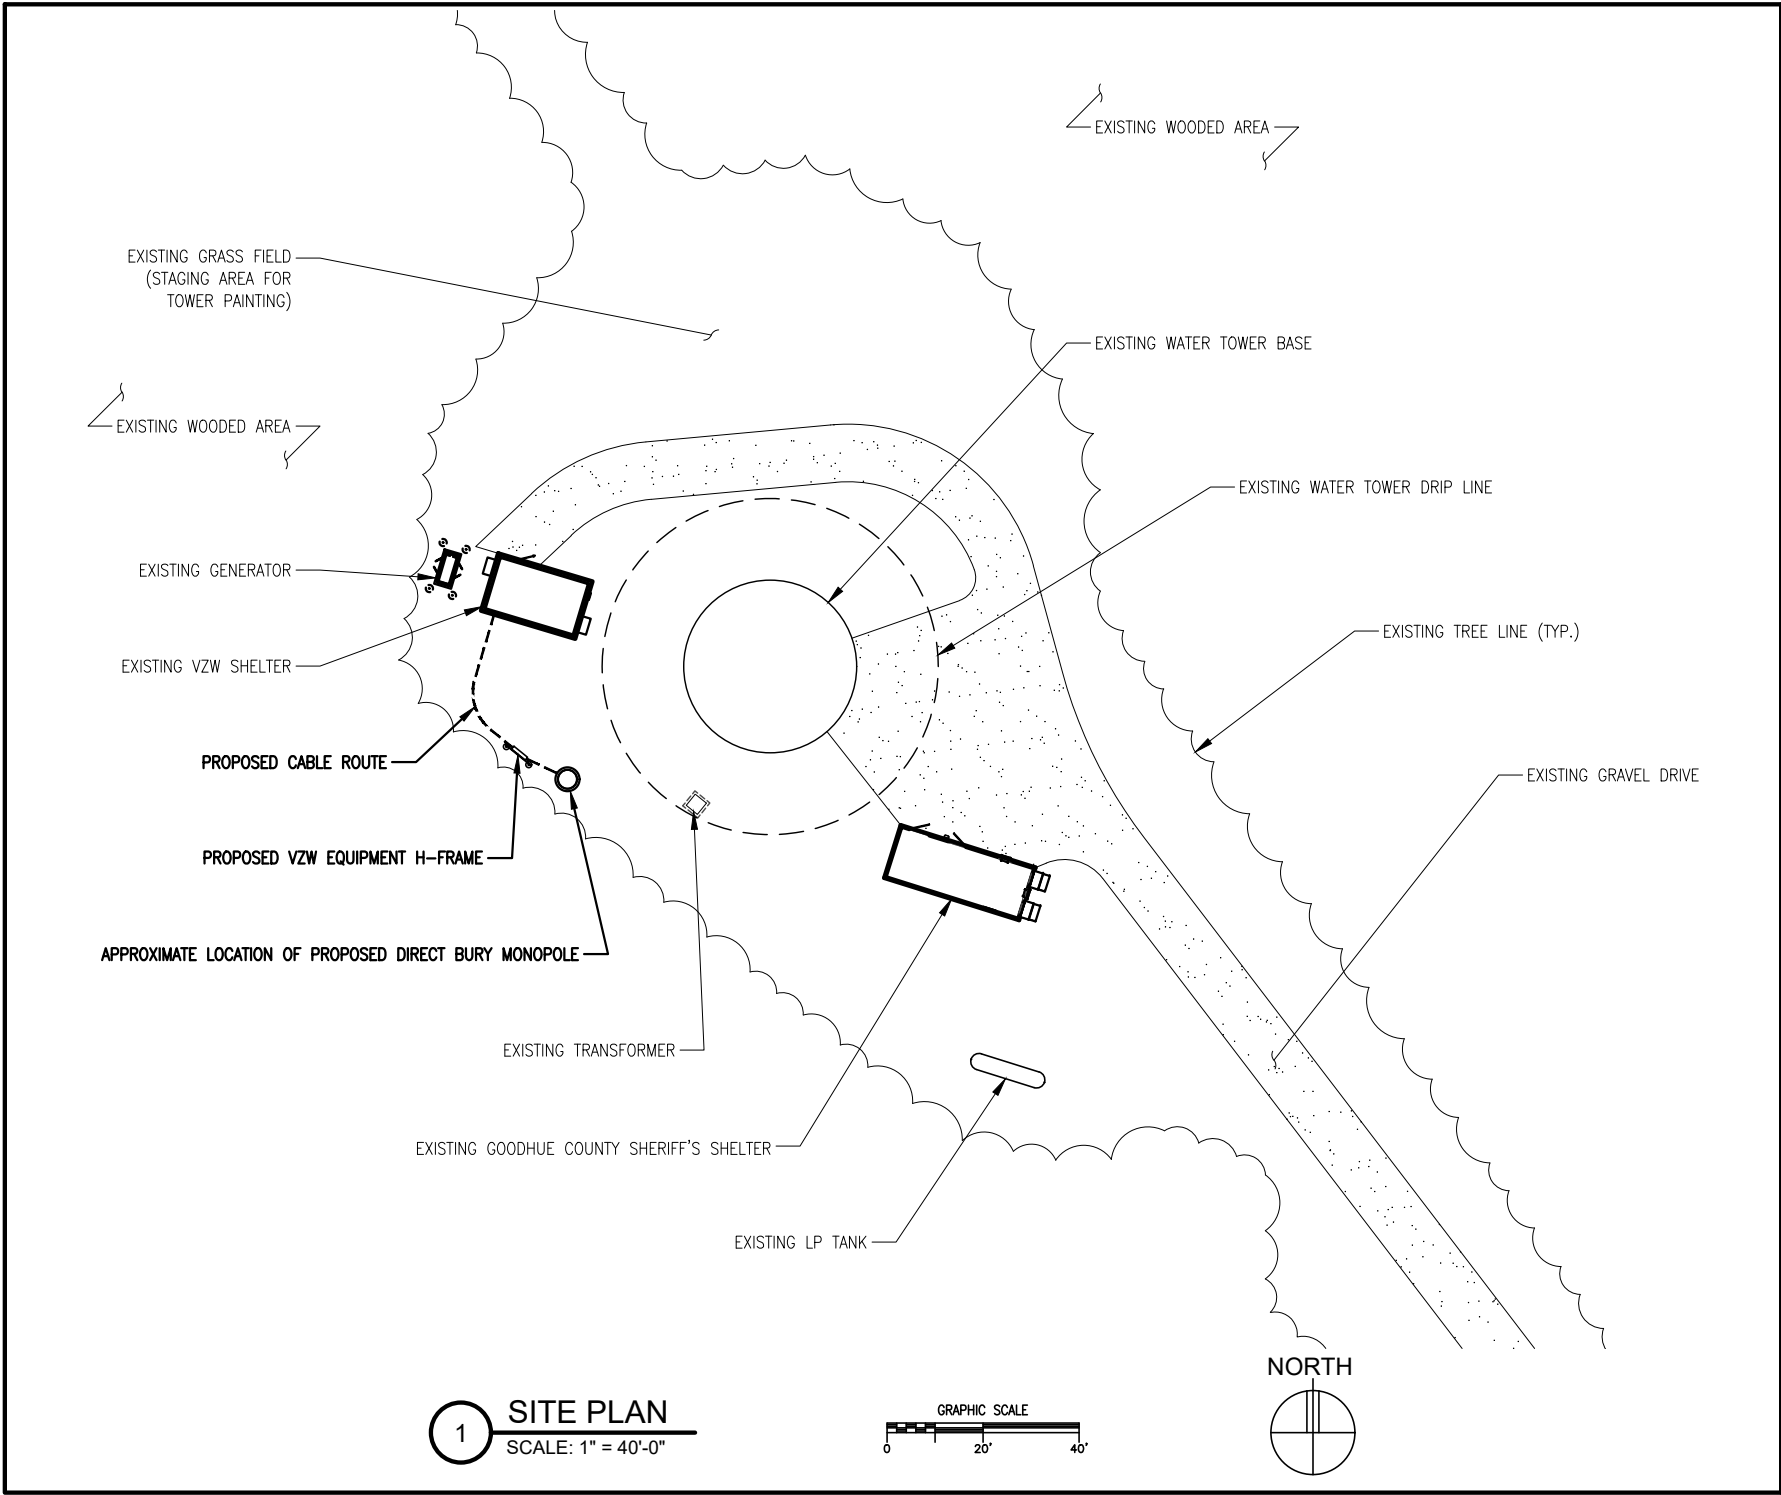 EXISTING WOODED AREA
EXISTING GRASS FIELD
(STAGING AREA FOR
TOWER PAINTING)
EXISTING WATER TOWER BASE
EXISTING WOODED AREA
EXISTING WATER TOWER DRIP LINE
EXISTING GENERATOR
EXISTING TREE LINE (TYP.)
EXISTING VZW SHELTER
PROPOSED CABLE ROUTE
EXISTING GRAVEL DRIVE
PROPOSED VZW EQUIPMENT H-FRAME
APPROXIMATE LOCATION OF PROPOSED DIRECT BURY MONOPOLE
EXISTING TRANSFORMER
EXISTING GOODHUE COUNTY SHERIFF'S SHELTER
EXISTING LP TANK
1
SITE PLAN
SCALE: 1" = 40'-0"
GRAPHIC SCALE
0 20' 40'
NORTH